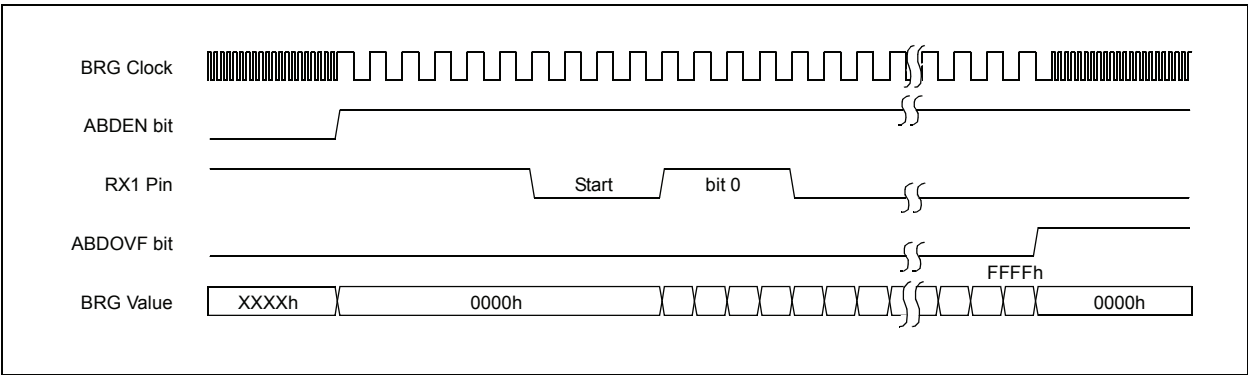 BRG Clock
ABDEN bit
RX1 Pin Start bit 0
ABDOVF bit
FFFFh
BRG Value XXXXh 0000h 0000h